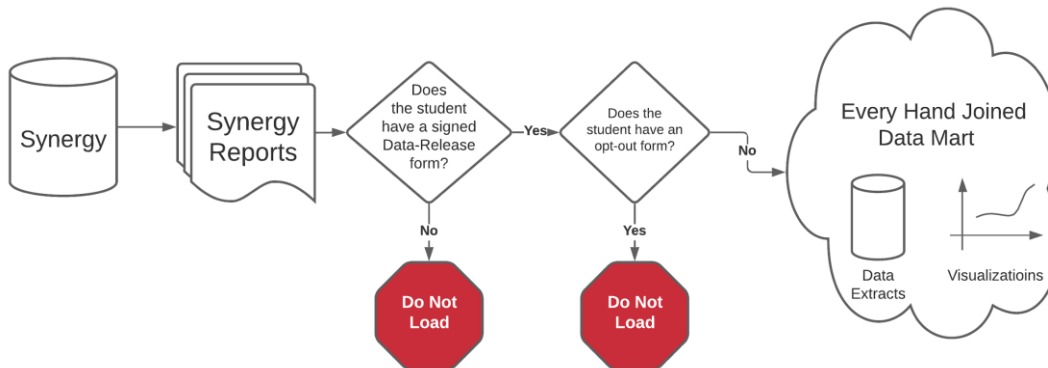 Synergy
Synergy
Reports
Does
the student
have a signed
Data-Release
form?
Yes
Does the
student have an
opt-out form?
No
Every Hand Joined
Data Mart
Data
Extracts
Visualizatioins
No
Do Not
Load
Yes
Do Not
Load